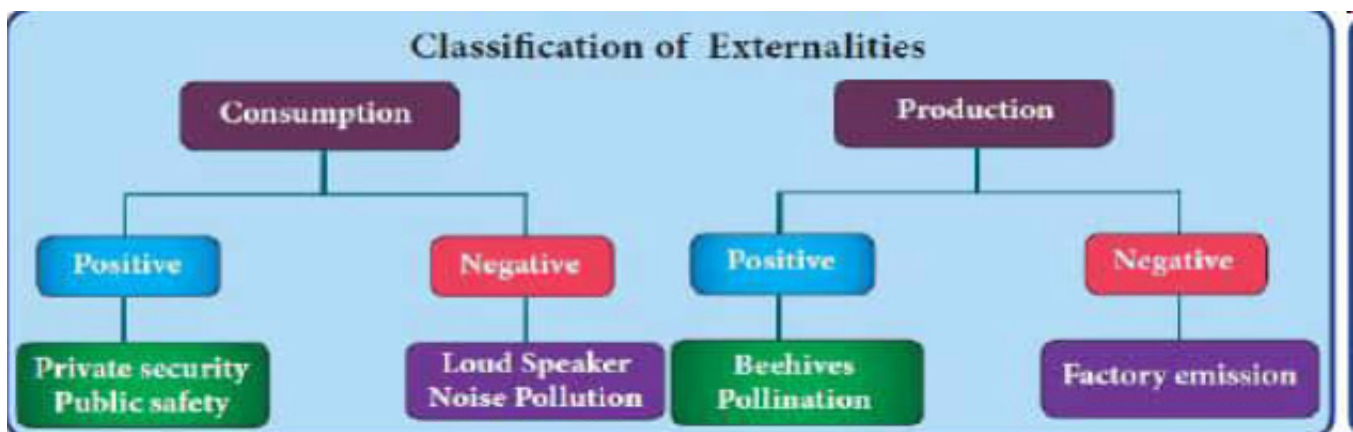 Classification of Externalities
Consumption
Production
Positive
Negative
Positive
Negative
Private security
Public safety
Loud Speaker
Noise Pollution
Beehives
Pollination
Factory emission